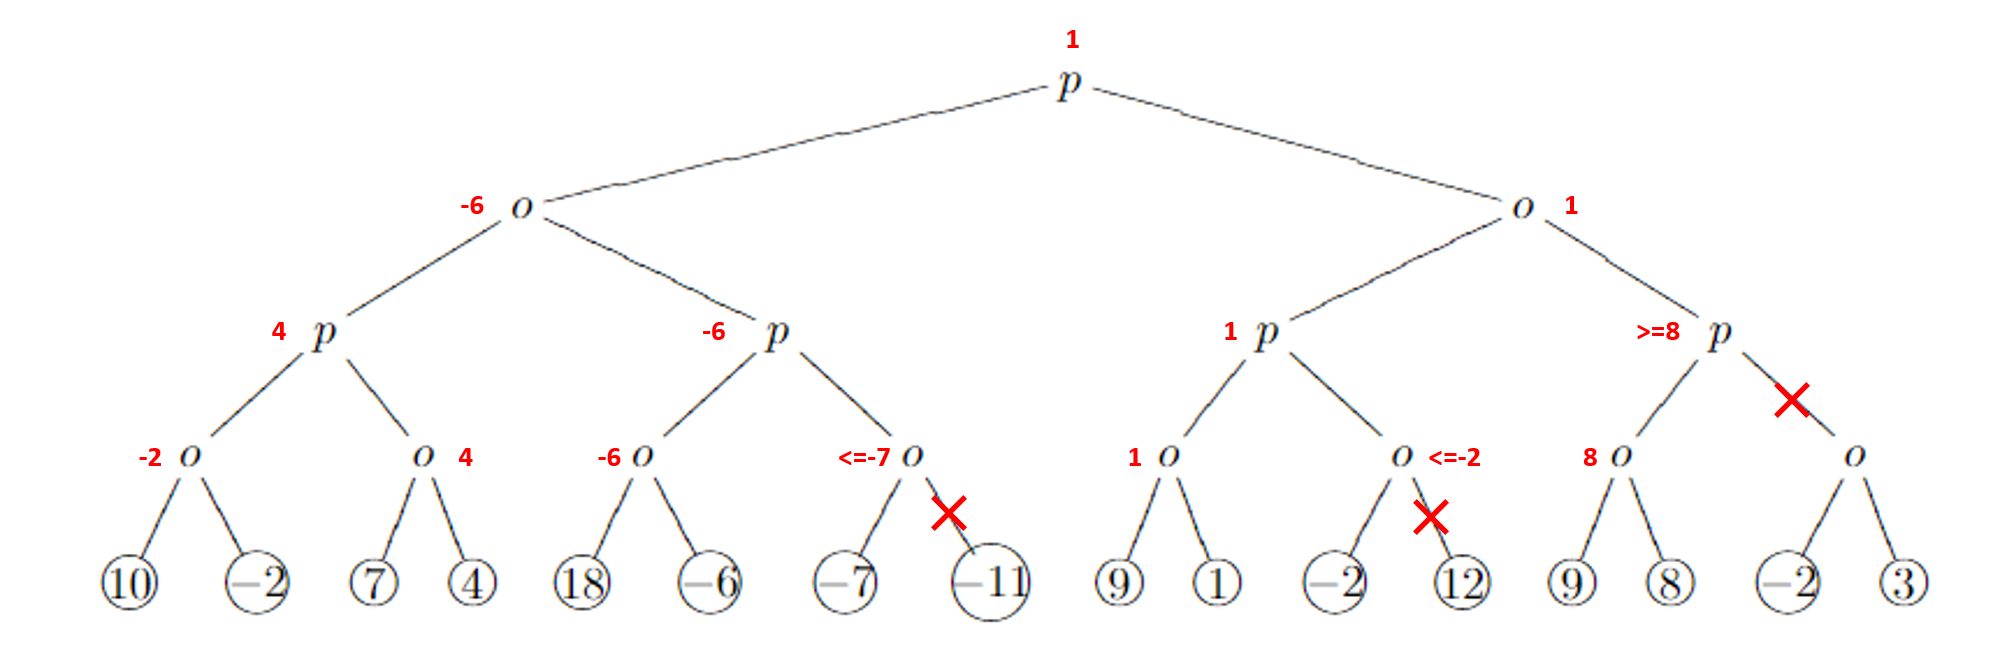 1
p
-6 o o 1
4 p -6 p 1 p >=8 p
-2 o o 4 -6 o <=-7 o 1 o o <=-2 8 o o
10 −2 7 4 18 −6 −7 −11 9 1 −2 12 9 8 −2 3